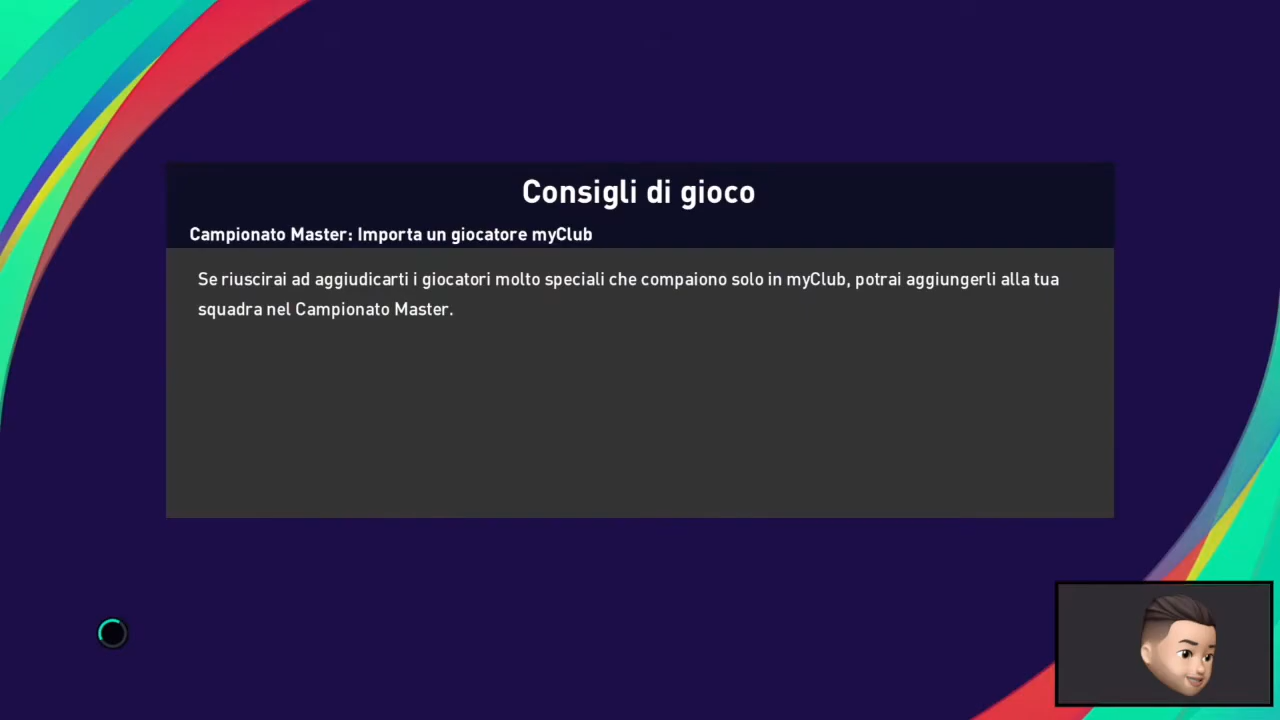 Consigli di gioco
Campionato Master: Importa un giocatore myClub
Se riuscirai ad aggiudicarti i giocatori molto speciali che compaiono solo in myClub, potrai aggiungerli alla tua
squadra nel Campionato Master.